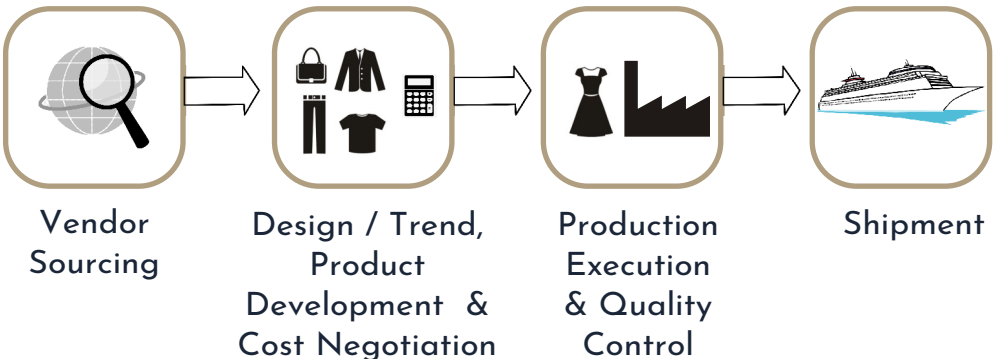 Vendor
Sourcing
Design / Trend,
Product
Development &
Cost Negotiation
Production
Execution
& Quality
Control
Shipment